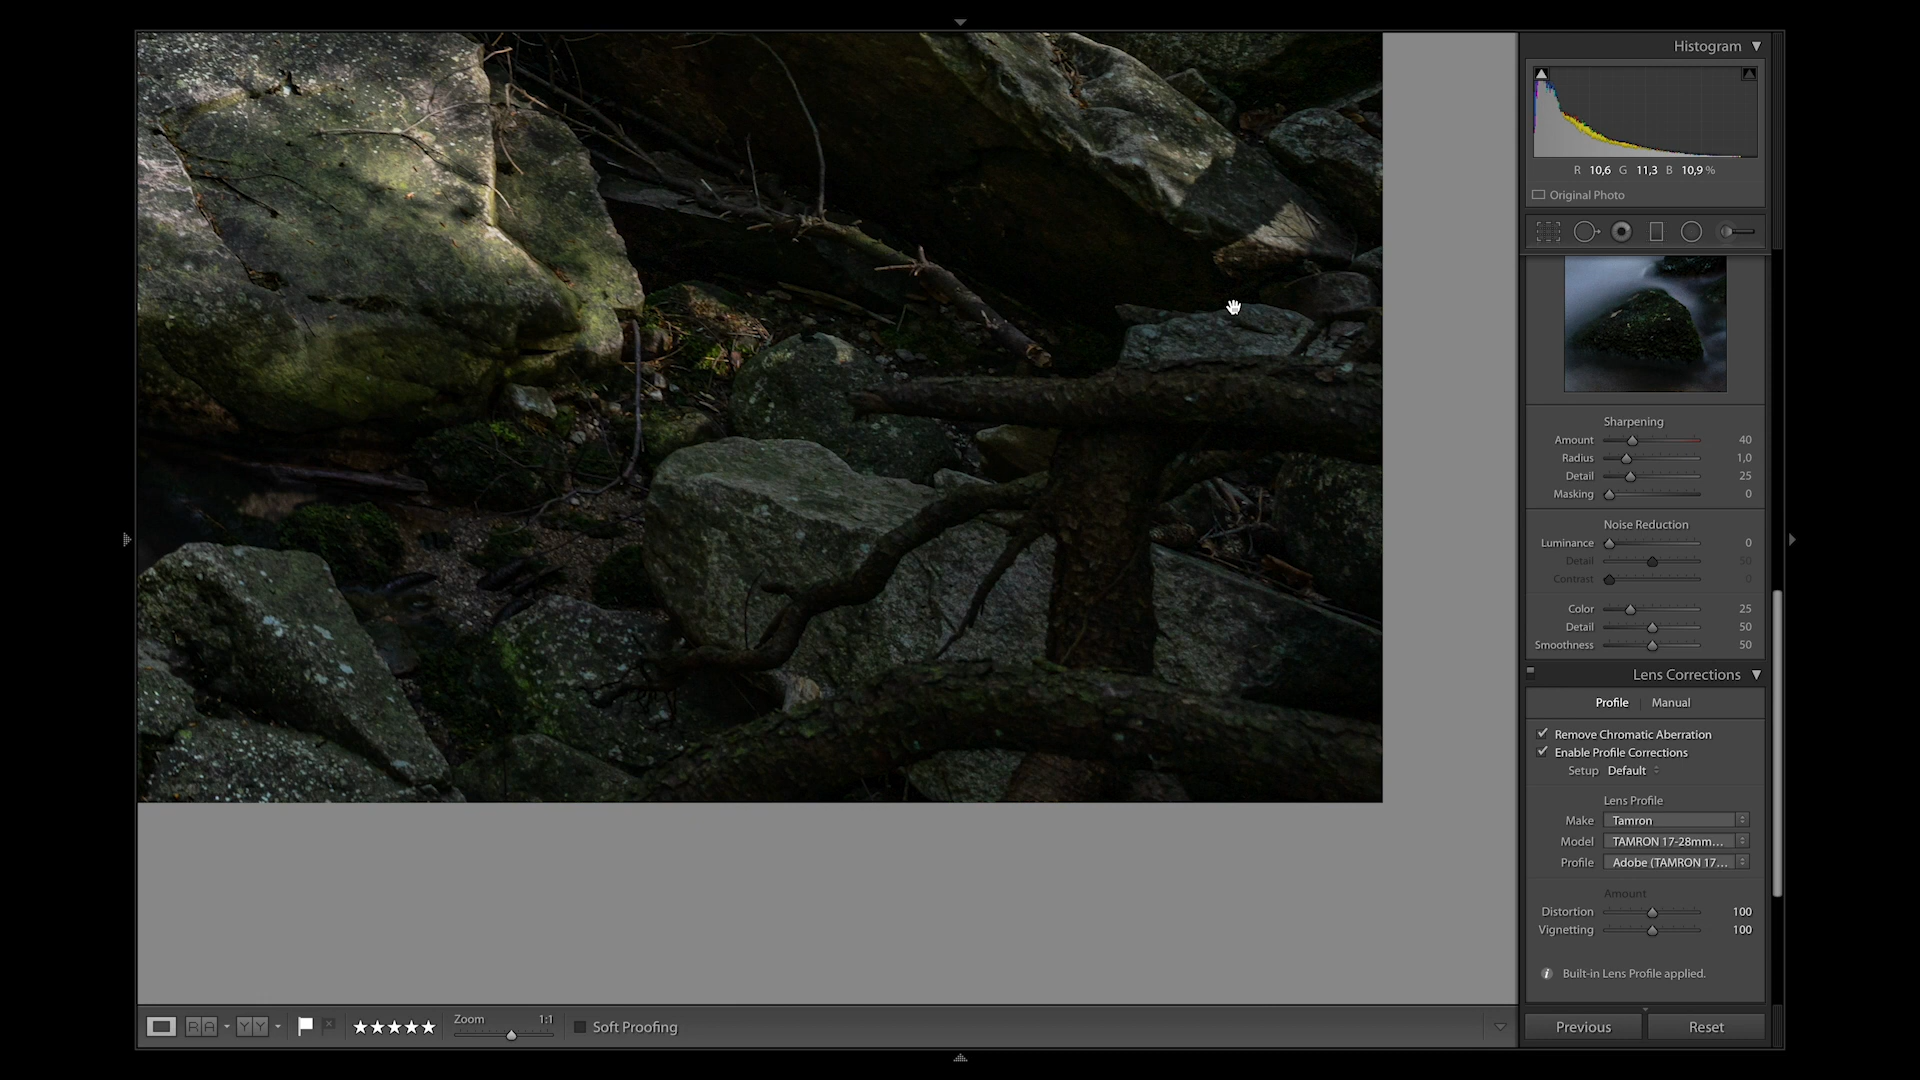 Histogram
R 10,6 G 11,3 B 10,9 %
Original Photo
Sharpening
Amount 40
Radius 1,0
Detail 25
Masking 0
Noise Reduction
Luminance 0
Detail 50
Contrast 0
Color 25
Detail 50
Smoothness 50
Lens Corrections
Profile | Manual
Remove Chromatic Aberration
Enable Profile Corrections
Setup Default
Lens Profile
Make Tamron
Model TAMRON 17-28mm...
Profile Adobe (TAMRON 17...
Amount
Distortion 100
Vignetting 100
Built-in Lens Profile applied.
R A Y Y Zoom 1:1 Soft Proofing
Previous Reset